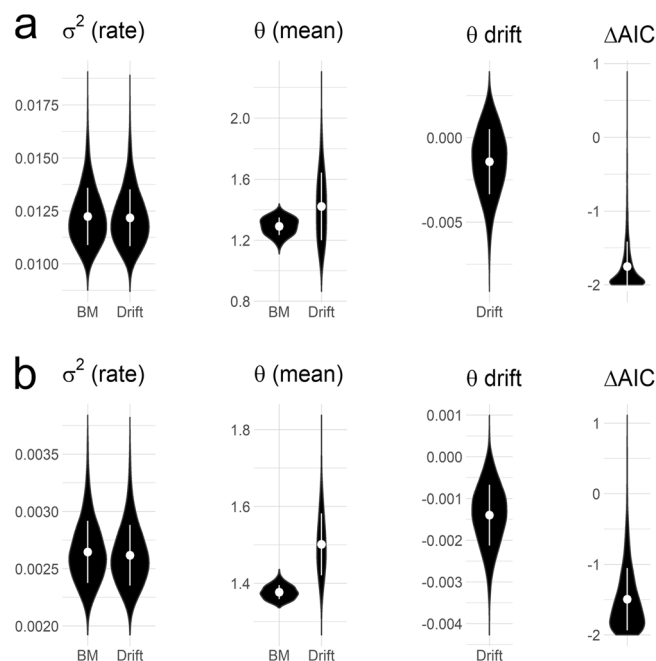 a
σ² (rate)
θ (mean)
θ drift
ΔAIC
0.0175
0.0150
0.0125
0.0100
BM
Drift
2.0
1.6
1.2
0.8
BM
Drift
0.000
-0.005
Drift
1
0
-1
-2
b
σ² (rate)
θ (mean)
θ drift
ΔAIC
0.0035
0.0030
0.0025
0.0020
BM
Drift
1.8
1.6
1.4
BM
Drift
0.001
0.000
-0.001
-0.002
-0.003
-0.004
Drift
1
0
-1
-2